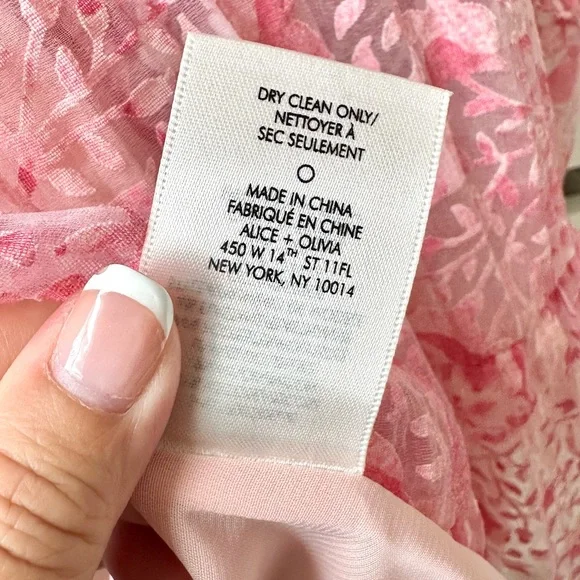 DRY CLEAN ONLY/
NETTOYER À
SEC SEULEMENT
MADE IN CHINA
FABRIQUÉ EN CHINE
ALICE + OLIVIA
450 W 14TH ST 11FL
NEW YORK, NY 10014